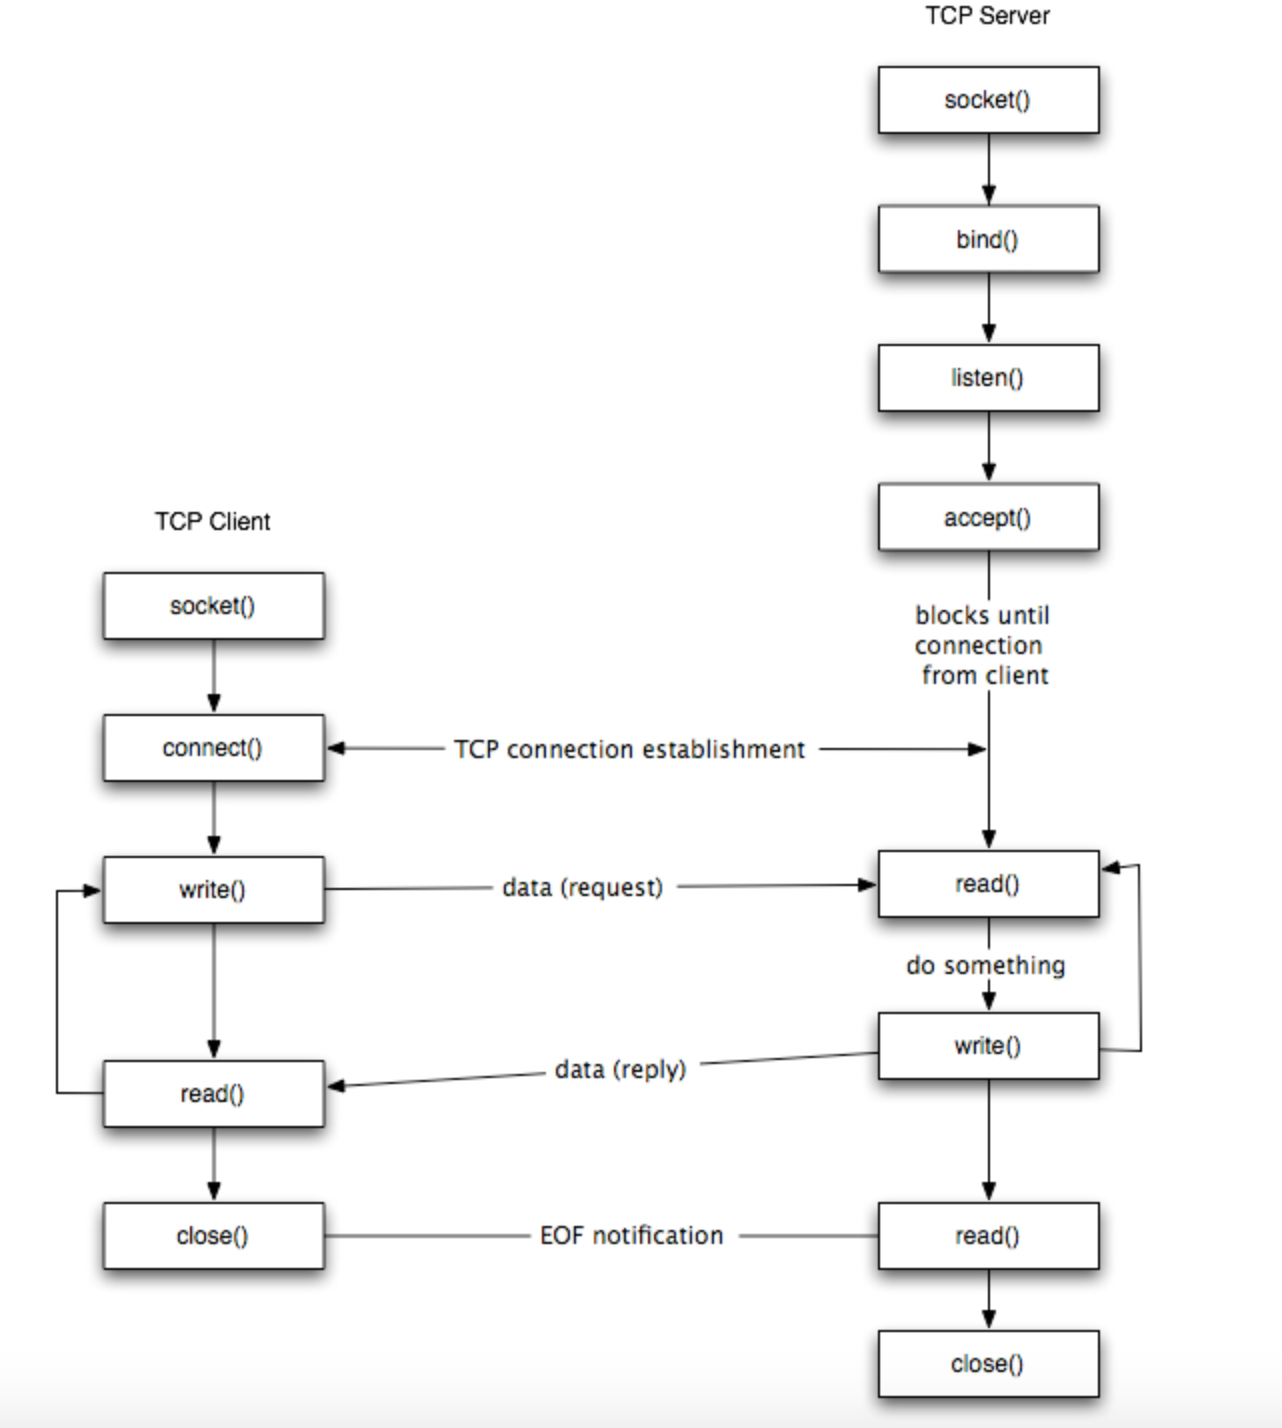 TCP Server
socket()
bind()
listen()
accept()
blocks until
connection
from client
TCP Client
socket()
connect()
TCP connection establishment
write()
data (request)
read()
do something
write()
data (reply)
read()
close()
EOF notification
read()
close()